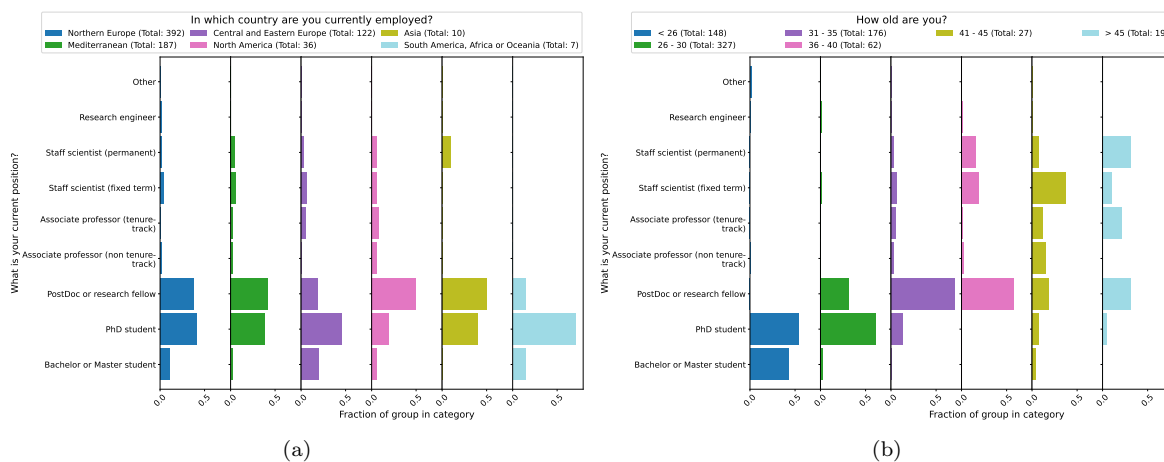 In which country are you currently employed?
Northern Europe (Total: 392)
Central and Eastern Europe (Total: 122)
Asia (Total: 10)
Mediterranean (Total: 187)
North America (Total: 36)
South America, Africa or Oceania (Total: 7)
What is your current position?
Other
Research engineer
Staff scientist (permanent)
Staff scientist (fixed term)
Associate professor (tenure-
track)
Associate professor (non tenure-
track)
PostDoc or research fellow
PhD student
Bachelor or Master student
0.0 0.5 0.0 0.5 0.0 0.5 0.0 0.5 0.0 0.5 0.0 0.5
Fraction of group in category
(a)
How old are you?
< 26 (Total: 148)
31 - 35 (Total: 176)
41 - 45 (Total: 27)
> 45 (Total: 19
26 - 30 (Total: 327)
36 - 40 (Total: 62)
What is your current position?
Other
Research engineer
Staff scientist (permanent)
Staff scientist (fixed term)
Associate professor (tenure-
track)
Associate professor (non tenure-
track)
PostDoc or research fellow
PhD student
Bachelor or Master student
0.0 0.5 0.0 0.5 0.0 0.5 0.0 0.5 0.0 0.5 0.0 0.5
Fraction of group in category
(b)